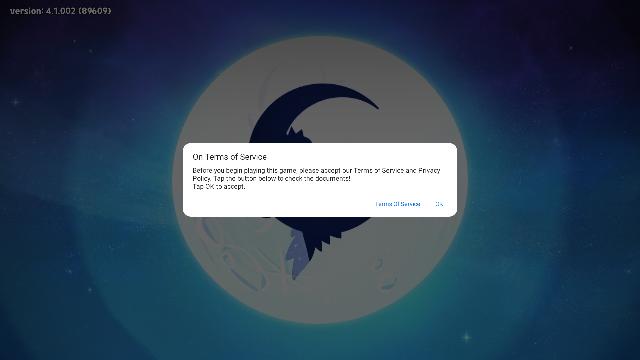 version: 4.1.002 (89609)
On Terms of Service
Before you begin playing this game, please accept our Terms of Service and Privacy
Policy. Tap the button below to check the documents!
Tap OK to accept.
Terms Of Service OK